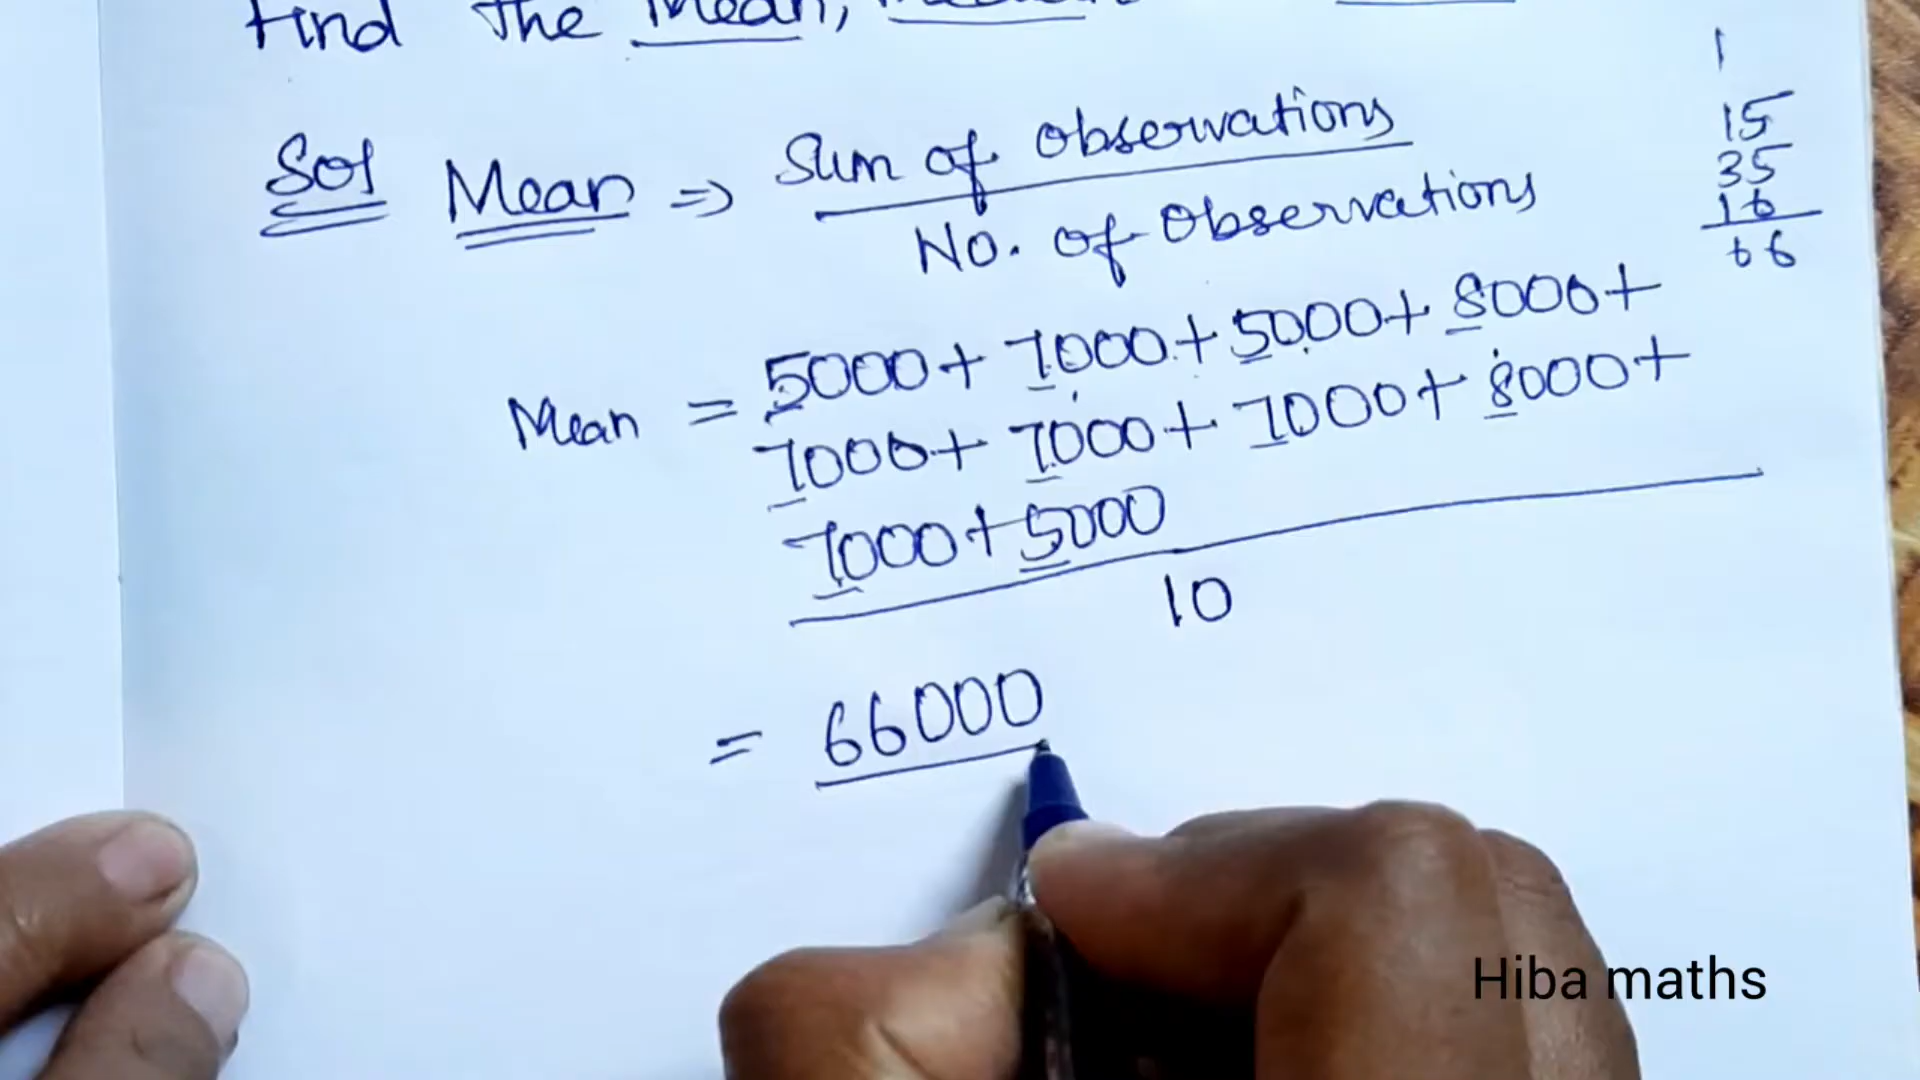 Find the Mean,
Sol Mean => Sum of observations
No. of observations
1
15
35
16
66
Mean = 5000+ 7000+ 5000+ 8000+
7000+ 7000+ 7000+ 8000+
7000+ 5000
10
= 66000
Hiba maths